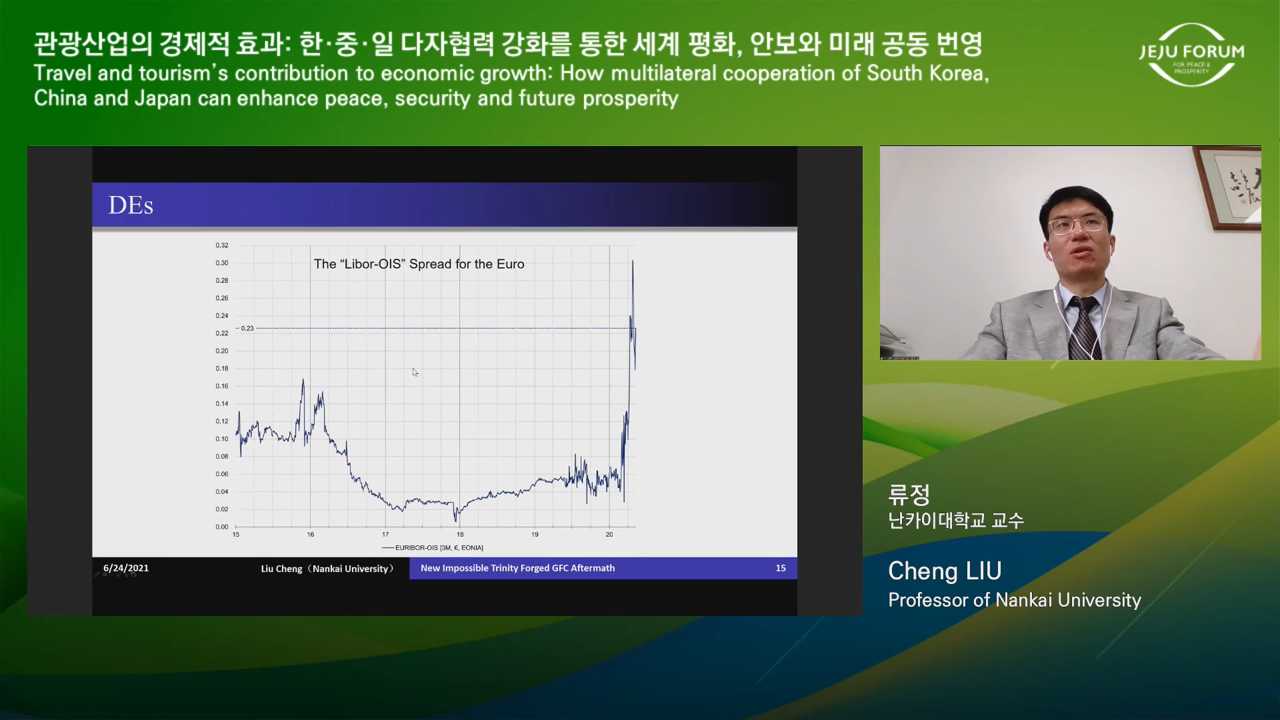 관광산업의 경제적 효과: 한·중·일 다자협력 강화를 통한 세계 평화, 안보와 미래 공동 번영
Travel and tourism's contribution to economic growth: How multilateral cooperation of South Korea,
China and Japan can enhance peace, security and future prosperity
JEJU FORUM
FOR PEACE &
PROSPERITY
DEs
The “Libor-OIS” Spread for the Euro
0.32
0.30
0.28
0.26
0.24
0.23
0.22
0.20
0.18
0.16
0.14
0.12
0.10
0.08
0.06
0.04
0.02
0.00
15 16 17 18 19 20
EURIBOR-OIS {3M, €, EONIA}
6/24/2021 Liu Cheng（Nankai University） New Impossible Trinity Forged GFC Aftermath 15
류정
난카이대학교 교수
Cheng LIU
Professor of Nankai University